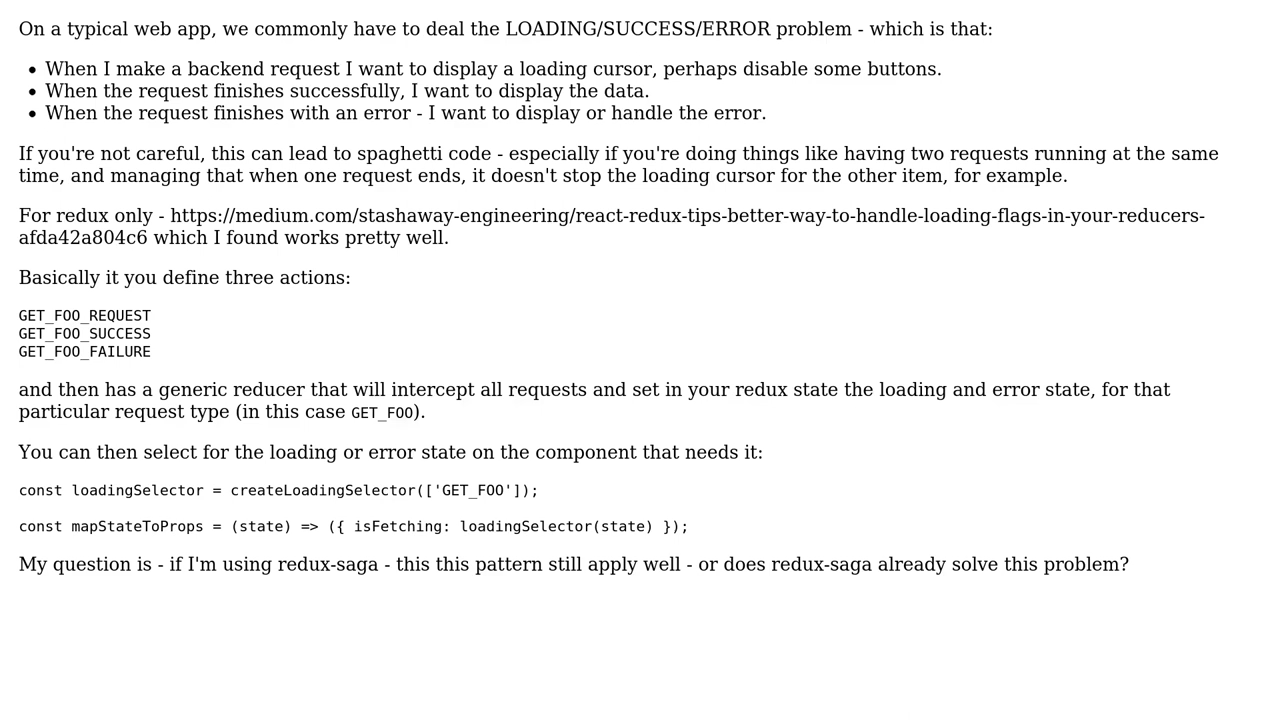 On a typical web app, we commonly have to deal the LOADING/SUCCESS/ERROR problem - which is that:
• When I make a backend request I want to display a loading cursor, perhaps disable some buttons.
• When the request finishes successfully, I want to display the data.
• When the request finishes with an error - I want to display or handle the error.
If you're not careful, this can lead to spaghetti code - especially if you're doing things like having two requests running at the same
time, and managing that when one request ends, it doesn't stop the loading cursor for the other item, for example.
For redux only - https://medium.com/stashaway-engineering/react-redux-tips-better-way-to-handle-loading-flags-in-your-reducers-
afda42a804c6 which I found works pretty well.
Basically it you define three actions:
GET_FOO_REQUEST
GET_FOO_SUCCESS
GET_FOO_FAILURE
and then has a generic reducer that will intercept all requests and set in your redux state the loading and error state, for that
particular request type (in this case GET_FOO).
You can then select for the loading or error state on the component that needs it:
const loadingSelector = createLoadingSelector(['GET_FOO']);
const mapStateToProps = (state) => ({ isFetching: loadingSelector(state) });
My question is - if I'm using redux-saga - this this pattern still apply well - or does redux-saga already solve this problem?